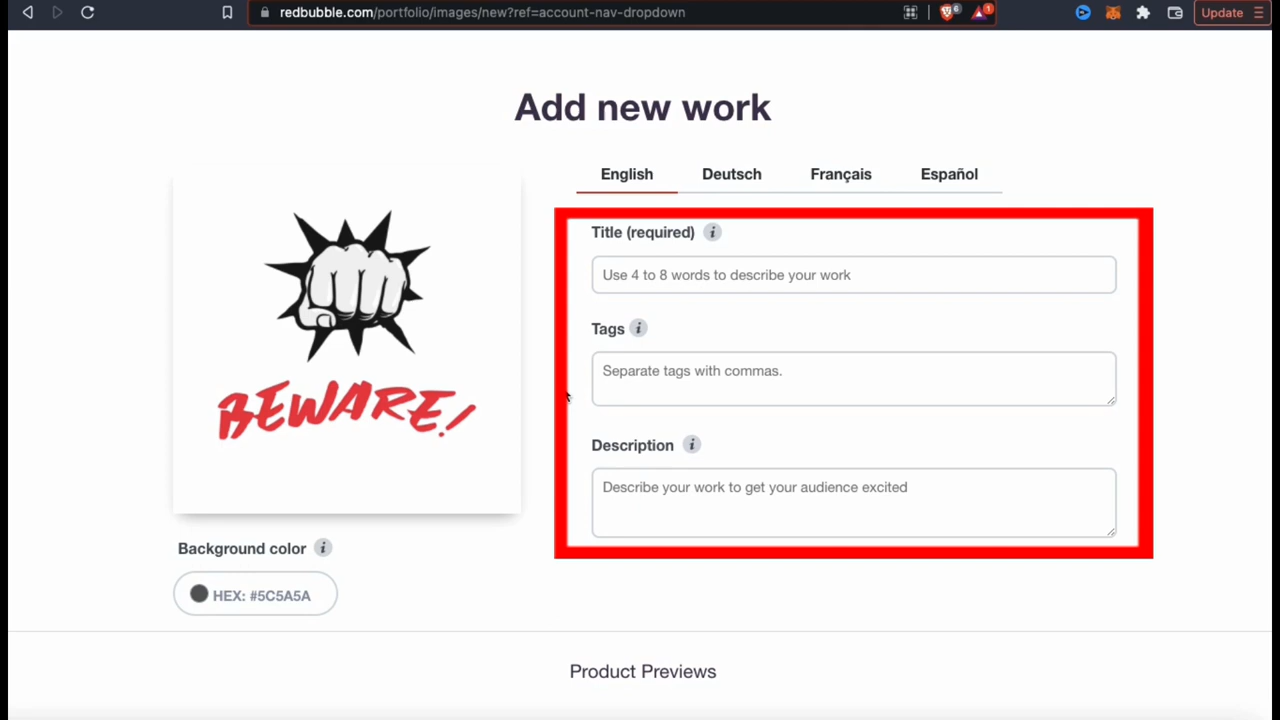 redbubble.com/portfolio/images/new?ref=account-nav-dropdown
6
1
Update
Add new work
English Deutsch Français Español
Title (required) i
Use 4 to 8 words to describe your work
Tags i
Separate tags with commas.
BEWARE!
Description i
Describe your work to get your audience excited
Background color i
HEX: #5C5A5A
Product Previews